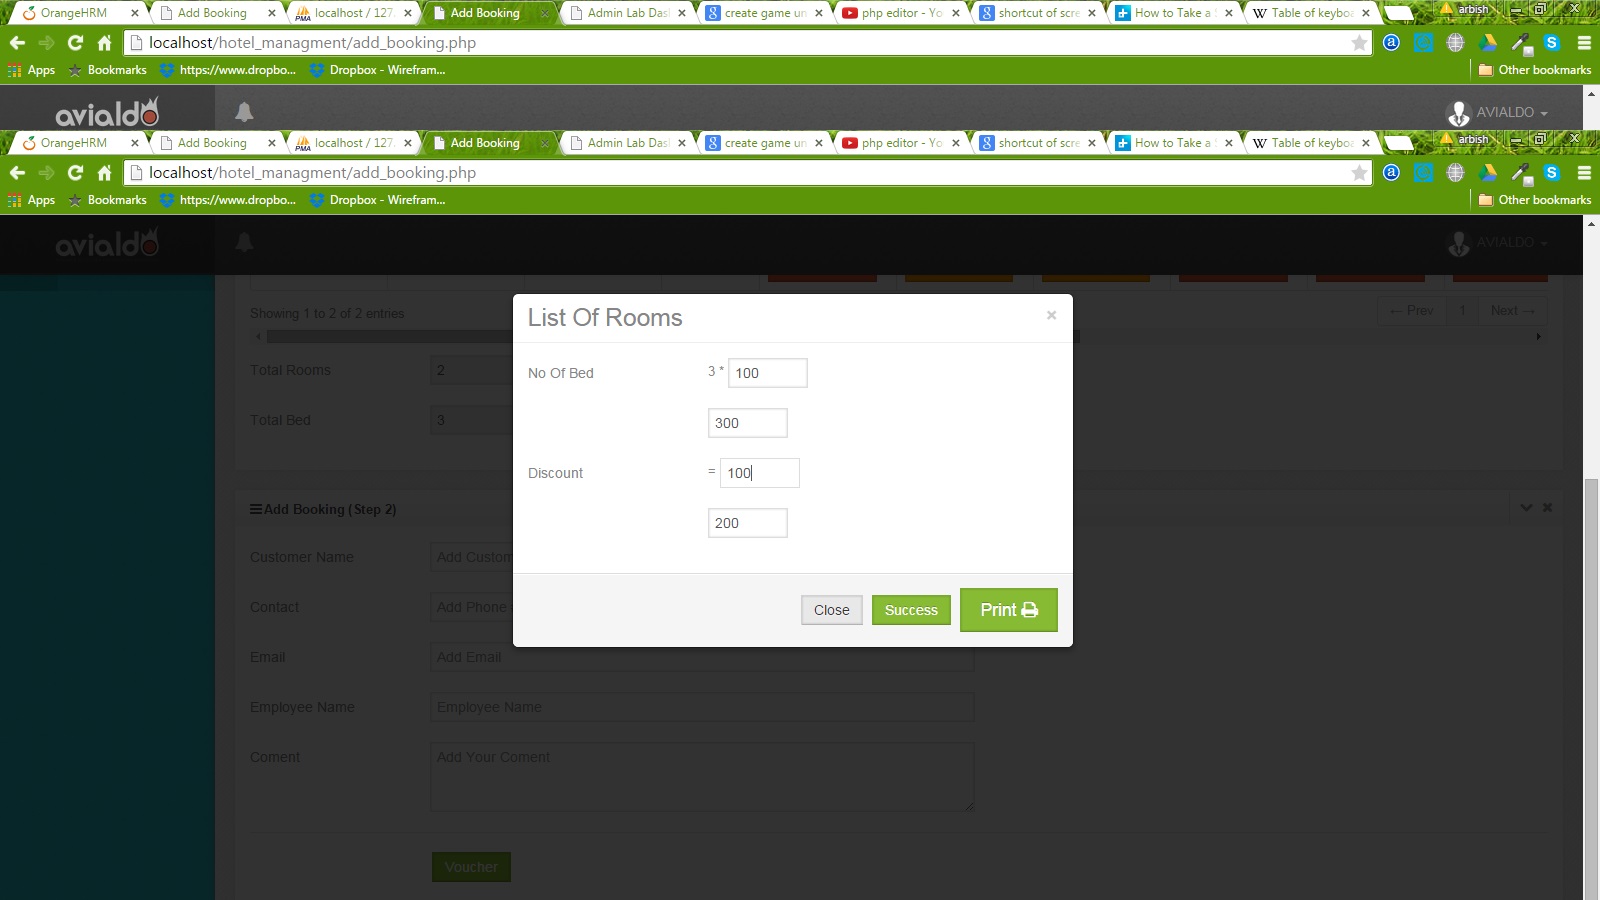 OrangeHRM Add Booking localhost / 127. Add Booking Admin Lab Das create game un php editor - Yo shortcut of scre How to Take a S Table of keyboa arbish
localhost/hotel_managment/add_booking.php
Apps Bookmarks https://www.dropbo... Dropbox - Wirefram... Other bookmarks
avialdo AVIALDO
OrangeHRM Add Booking localhost / 127. Add Booking Admin Lab Das create game un php editor - Yo shortcut of scre How to Take a S Table of keyboa arbish
localhost/hotel_managment/add_booking.php
Apps Bookmarks https://www.dropbo... Dropbox - Wirefram... Other bookmarks
avialdo AVIALDO
Showing 1 to 2 of 2 entries ← Prev 1 Next →
Total Rooms 2
Total Bed 3
List Of Rooms ×
No Of Bed 3 * 100
300
Discount = 100
200
Close Success Print
Add Booking (Step 2)
Customer Name Add Custom
Contact Add Phone
Email Add Email
Employee Name Employee Name
Coment Add Your Coment
Voucher